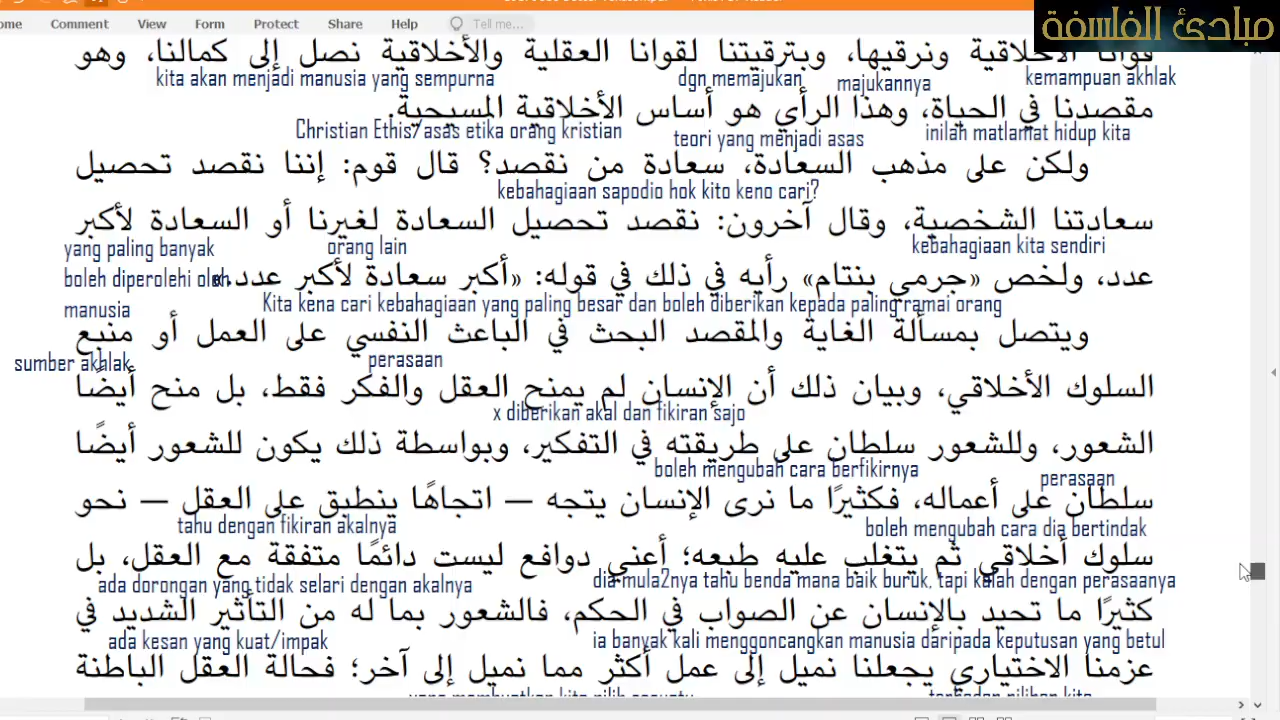 ome Comment View Form Protect Share Help Tell me...
مبادئ الفلسفة
قوانا الأخلاقية ونرقيها، وبترقيتنا لقوانا العقلية والأخلاقية نصل إلى كمالنا، وهو
kita akan menjadi manusia yang sempurna dgn memajukan majukannya kemampuan akhlak
مقصدنا في الحياة، وهذا الرأي هو أساس الأخلاقية المسيحية.
Christian Ethis/asas etika orang kristian teori yang menjadi asas inilah matlamat hidup kita
ولكن على مذهب السعادة، سعادة من نقصد؟ قال قوم: إننا نقصد تحصيل
kebahagiaan sapodio hok kito keno cari?
سعادتنا الشخصية، وقال آخرون: نقصد تحصيل السعادة لغيرنا أو السعادة لأكبر
yang paling banyak orang lain kebahagiaan kita sendiri
عدد، ولخص «جرمي بنتام» رأيه في ذلك في قوله: «أكبر سعادة لأكبر عدد.»
boleh diperolehi oleh
manusia Kita kena cari kebahagiaan yang paling besar dan boleh diberikan kepada paling ramai orang
ويتصل بمسألة الغاية والمقصد البحث في الباعث النفسي على العمل أو منبع
sumber akhlak perasaan
السلوك الأخلاقي، وبيان ذلك أن الإنسان لم يمنح العقل والفكر فقط، بل منح أيضًا
x diberikan akal dan fikiran sajo
الشعور، وللشعور سلطان على طريقته في التفكير، وبواسطة ذلك يكون للشعور أيضًا
boleh mengubah cara berfikirnya perasaan
سلطان على أعماله، فكثيرًا ما نرى الإنسان يتجه — اتجاهًا ينطبق على العقل — نحو
tahu dengan fikiran akalnya boleh mengubah cara dia bertindak
سلوك أخلاقي ثم يتغلب عليه طبعه؛ أعني دوافع ليست دائمًا متفقة مع العقل، بل
ada dorongan yang tidak selari dengan akalnya dia mula2nya tahu benda mana baik buruk, tapi kalah dengan perasaanya
كثيرًا ما تحيد بالإنسان عن الصواب في الحكم، فالشعور بما له من التأثير الشديد في
ada kesan yang kuat/impak ia banyak kali menggoncangkan manusia daripada keputusan yang betul
عزمنا الاختياري يجعلنا نميل إلى عمل أكثر مما نميل إلى آخر؛ فحالة العقل الباطنة